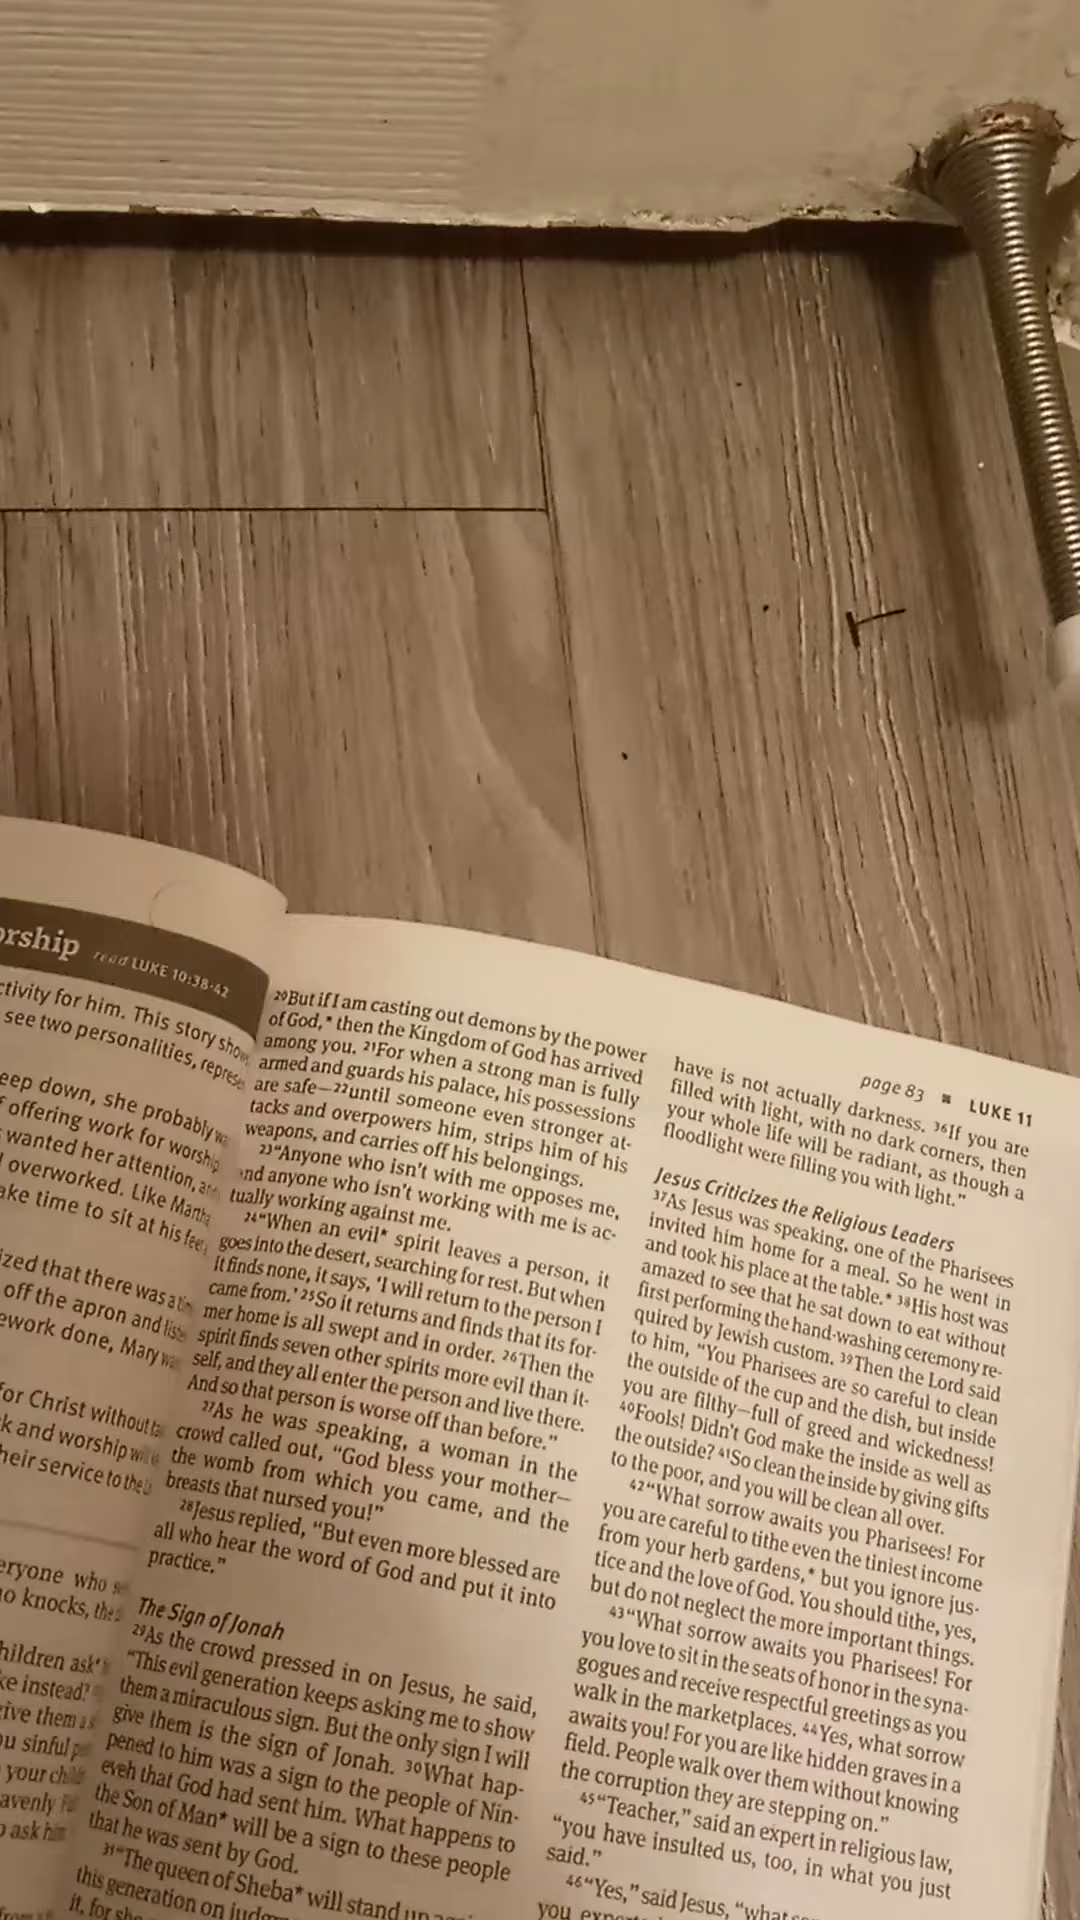 orship read LUKE 10:38-42
ctivity for him. This story
see two personalities,
eep down, she probably
offering work for worship
wanted her attention,
overworked. Like Martha
ake time to sit at his feet
ized that there was a
off the apron and
ework done, Mary
for Christ without
k and worship
heir service to the
eryone who
no knocks,
hildren ask
ke instead?
give them
ou sinful
your
avenly
o ask him
page 83 ■ LUKE 11
20But if I am casting out demons by the power
of God,* then the Kingdom of God has arrived
among you. 21For when a strong man is fully
armed and guards his palace, his possessions
are safe—22until someone even stronger at-
tacks and overpowers him, strips him of his
weapons, and carries off his belongings.
23“Anyone who isn’t with me opposes me,
and anyone who isn’t working with me is ac-
tually working against me.
24“When an evil* spirit leaves a person, it
goes into the desert, searching for rest. But when
it finds none, it says, ‘I will return to the person I
came from.’ 25So it returns and finds that its for-
mer home is all swept and in order. 26Then the
spirit finds seven other spirits more evil than it-
self, and they all enter the person and live there.
And so that person is worse off than before.”
27As he was speaking, a woman in the
crowd called out, “God bless your mother—
the womb from which you came, and the
breasts that nursed you!”
28Jesus replied, “But even more blessed are
all who hear the word of God and put it into
practice.”
The Sign of Jonah
29As the crowd pressed in on Jesus, he said,
“This evil generation keeps asking me to show
them a miraculous sign. But the only sign I will
give them is the sign of Jonah. 30What hap-
pened to him was a sign to the people of Nin-
eveh that God had sent him. What happens to
the Son of Man* will be a sign to these people
that he was sent by God.
31“The queen of Sheba* will stand up
this generation on
it, for she
have is not actually darkness. 36If you are
filled with light, with no dark corners, then
your whole life will be radiant, as though a
floodlight were filling you with light.”
Jesus Criticizes the Religious Leaders
37As Jesus was speaking, one of the Pharisees
invited him home for a meal. So he went in
and took his place at the table.* 38His host was
amazed to see that he sat down to eat without
first performing the hand-washing ceremony re-
quired by Jewish custom. 39Then the Lord said
to him, “You Pharisees are so careful to clean
the outside of the cup and the dish, but inside
you are filthy—full of greed and wickedness!
40Fools! Didn’t God make the inside as well as
the outside? 41So clean the inside by giving gifts
to the poor, and you will be clean all over.
42“What sorrow awaits you Pharisees! For
you are careful to tithe even the tiniest income
from your herb gardens,* but you ignore jus-
tice and the love of God. You should tithe, yes,
but do not neglect the more important things.
43“What sorrow awaits you Pharisees! For
you love to sit in the seats of honor in the syna-
gogues and receive respectful greetings as you
walk in the marketplaces. 44Yes, what sorrow
awaits you! For you are like hidden graves in a
field. People walk over them without knowing
the corruption they are stepping on.”
45“Teacher,” said an expert in religious law,
“you have insulted us, too, in what you just
said.”
46“Yes,” said Jesus, “what
you